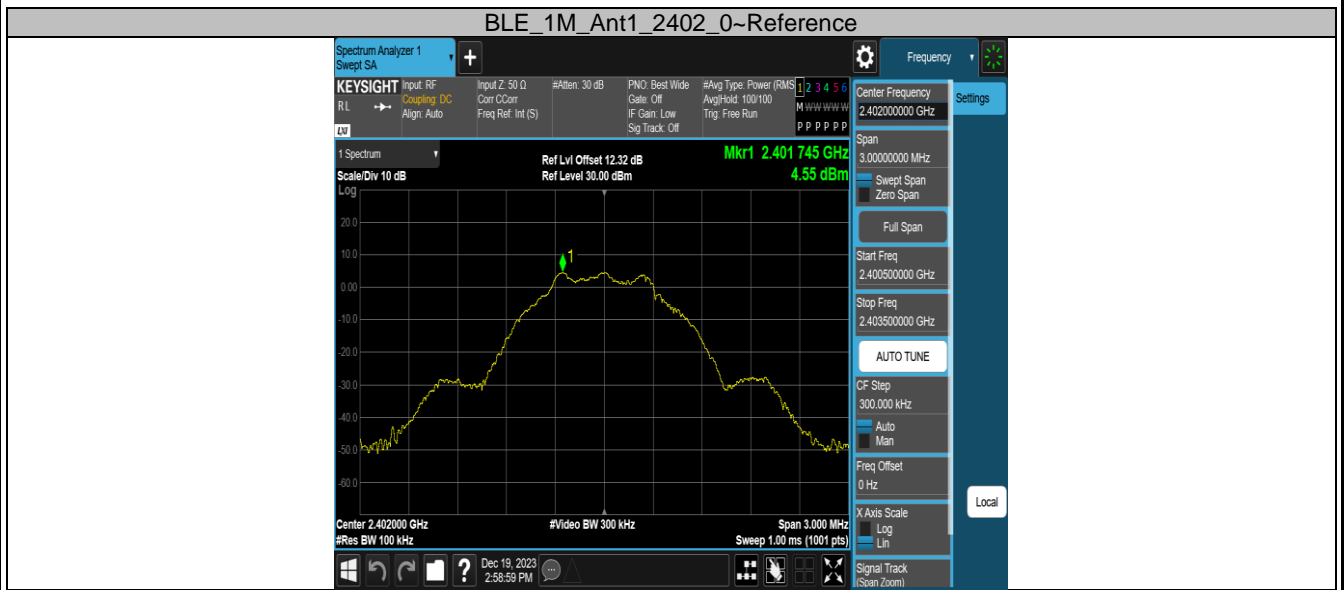 BLE_1M_Ant1_2402_0~Reference
Spectrum Analyzer 1
Swept SA
+
Frequency
KEYSIGHT
RL
LXI
Input: RF
Coupling: DC
Align: Auto
Input Z: 50 Ω
Corr CCorr
Freq Ref: Int (S)
#Atten: 30 dB
PNO: Best Wide
Gate: Off
IF Gain: Low
Sig Track: Off
#Avg Type: Power (RMS
Avg|Hold: 100/100
Trig: Free Run
1 2 3 4 5 6
M W W W W W
P P P P P P
1 Spectrum
Scale/Div 10 dB
Log
Ref Lvl Offset 12.32 dB
Ref Level 30.00 dBm
Mkr1 2.401 745 GHz
4.55 dBm
20.0
10.0
0.00
-10.0
-20.0
-30.0
-40.0
-50.0
-60.0
1
Center 2.402000 GHz
#Res BW 100 kHz
#Video BW 300 kHz
Span 3.000 MHz
Sweep 1.00 ms (1001 pts)
Center Frequency
2.402000000 GHz
Settings
Span
3.00000000 MHz
Swept Span
Zero Span
Full Span
Start Freq
2.400500000 GHz
Stop Freq
2.403500000 GHz
AUTO TUNE
CF Step
300.000 kHz
Auto
Man
Freq Offset
0 Hz
X Axis Scale
Log
Lin
Local
Signal Track
(Span Zoom)
?
Dec 19, 2023
2:58:59 PM